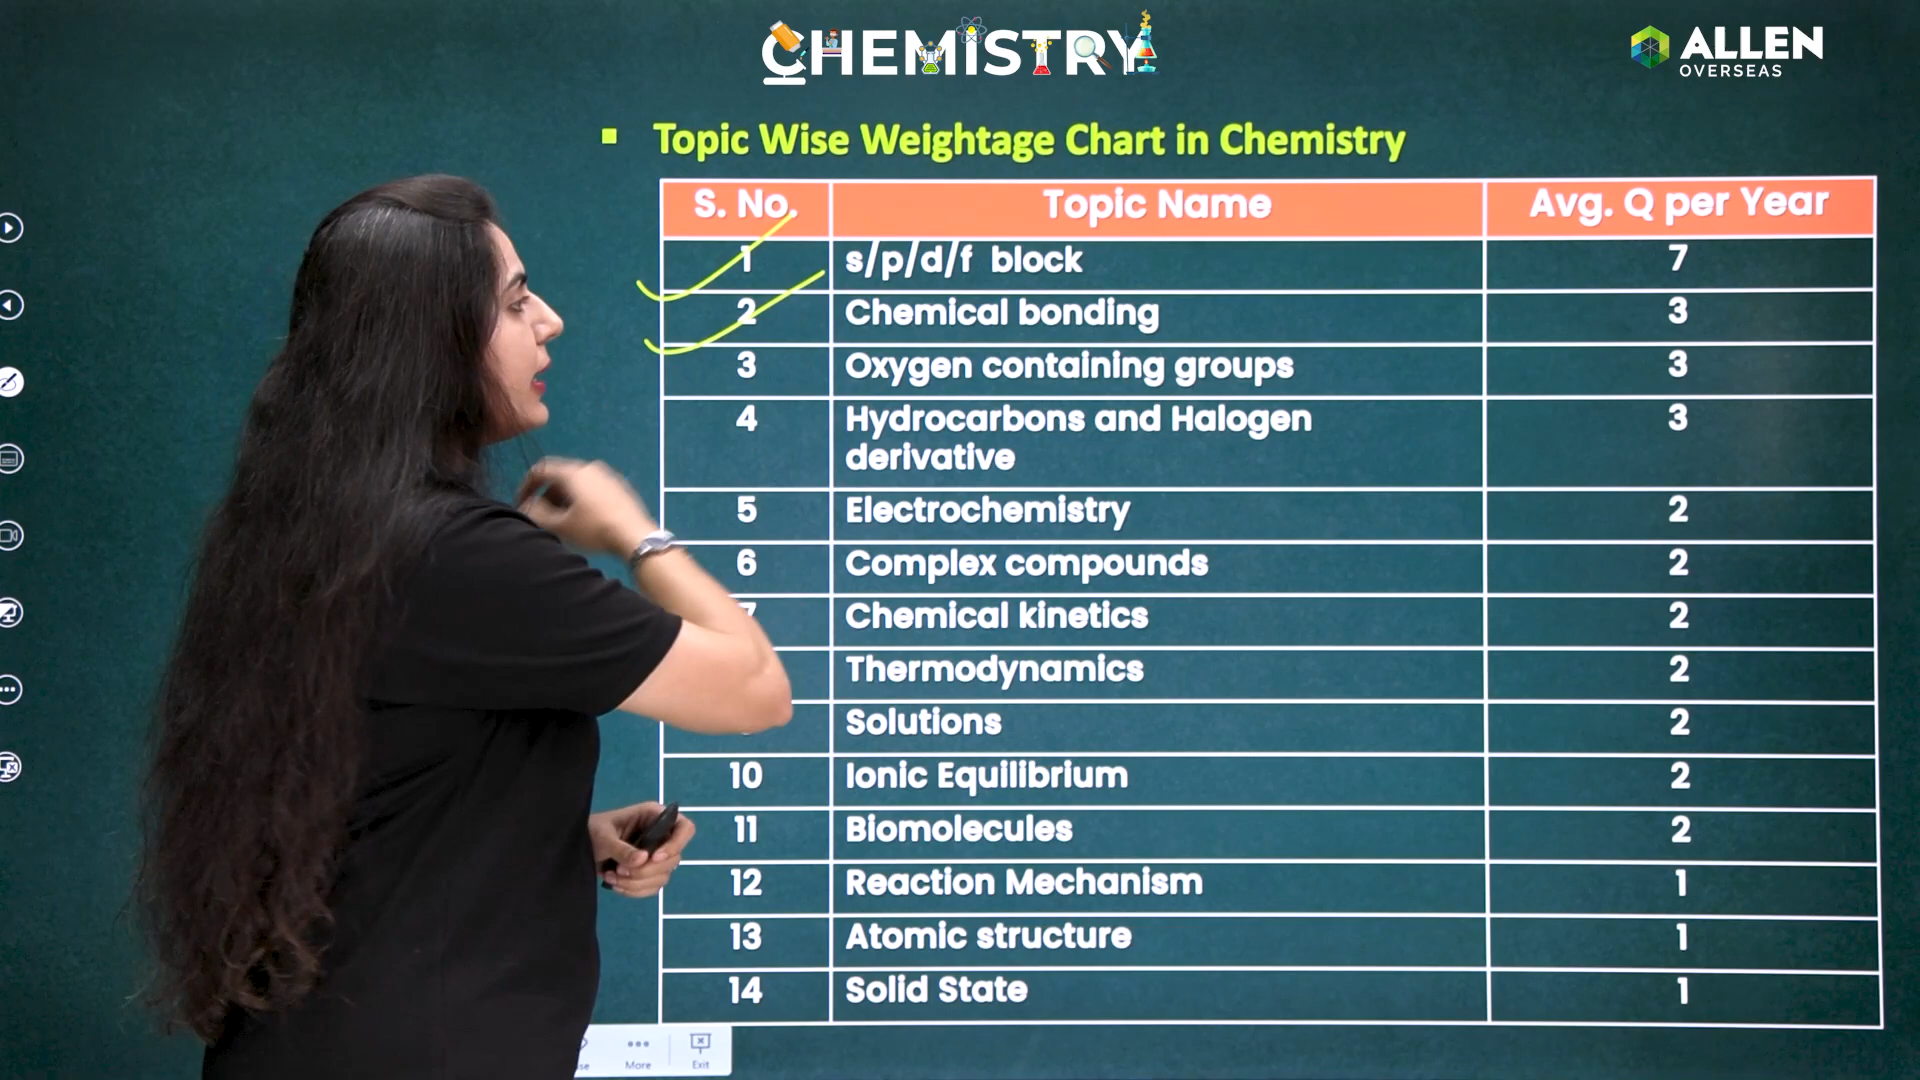 CHEMISTRY
ALLEN
OVERSEAS
Topic Wise Weightage Chart in Chemistry
S. No. Topic Name Avg. Q per Year
1 s/p/d/f block 7
2 Chemical bonding 3
3 Oxygen containing groups 3
4 Hydrocarbons and Halogen 3
derivative
5 Electrochemistry 2
6 Complex compounds 2
7 Chemical kinetics 2
Thermodynamics 2
Solutions 2
10 Ionic Equilibrium 2
11 Biomolecules 2
12 Reaction Mechanism 1
13 Atomic structure 1
14 Solid State 1
More Exit